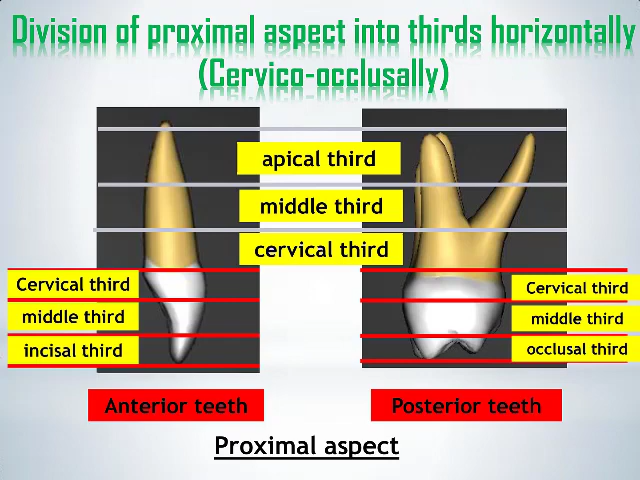 Division of proximal aspect into thirds horizontally
(Cervico-occlusally)
apical third
middle third
cervical third
Cervical third
middle third
incisal third
Cervical third
middle third
occlusal third
Anterior teeth
Posterior teeth
Proximal aspect